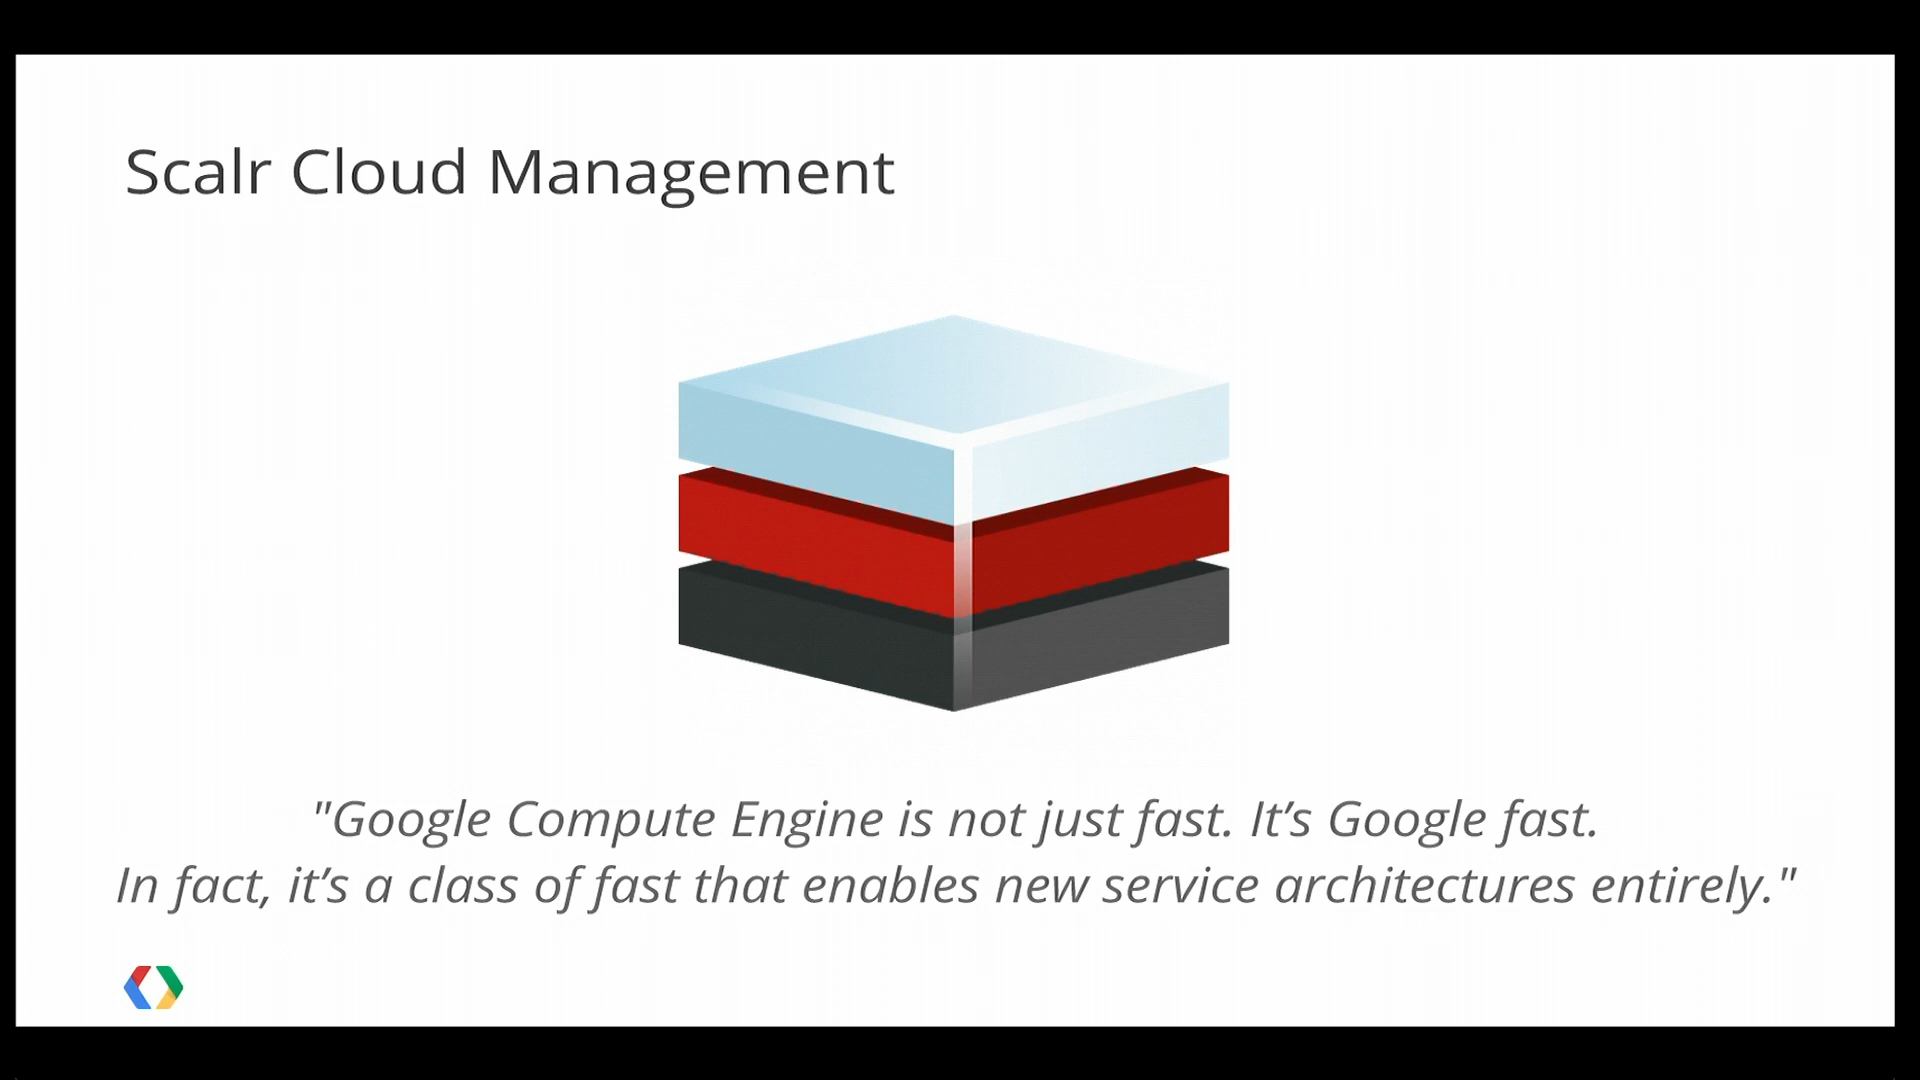 Scalr Cloud Management
"Google Compute Engine is not just fast. It’s Google fast.
In fact, it’s a class of fast that enables new service architectures entirely."